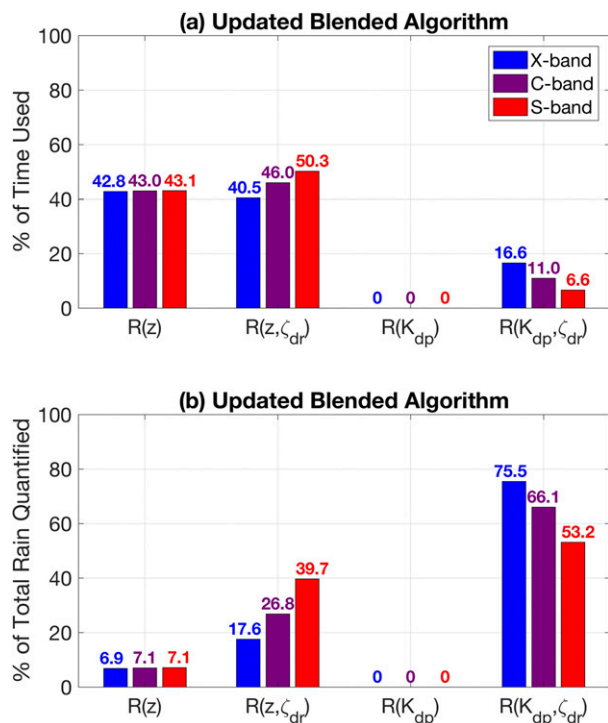 (a) Updated Blended Algorithm
% of Time Used
100
80
60
40
20
0
X-band
C-band
S-band
42.8 43.0 43.1
40.5 46.0 50.3
0 0 0
16.6 11.0 6.6
R(z) R(z,ζdr) R(Kdp) R(Kdp,ζdr)
(b) Updated Blended Algorithm
% of Total Rain Quantified
100
80
60
40
20
0
6.9 7.1 7.1
17.6 26.8 39.7
0 0 0
75.5 66.1 53.2
R(z) R(z,ζdr) R(Kdp) R(Kdp,ζdr)